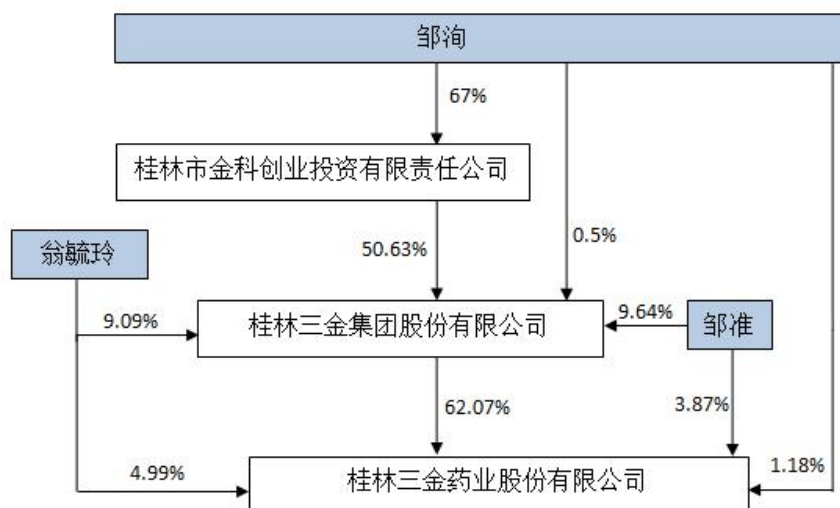 邹洵
67%
桂林市金科创业投资有限责任公司
50.63%
0.5%
翁毓玲
9.09%
桂林三金集团股份有限公司
9.64%
邹准
62.07%
3.87%
4.99%
桂林三金药业股份有限公司
1.18%